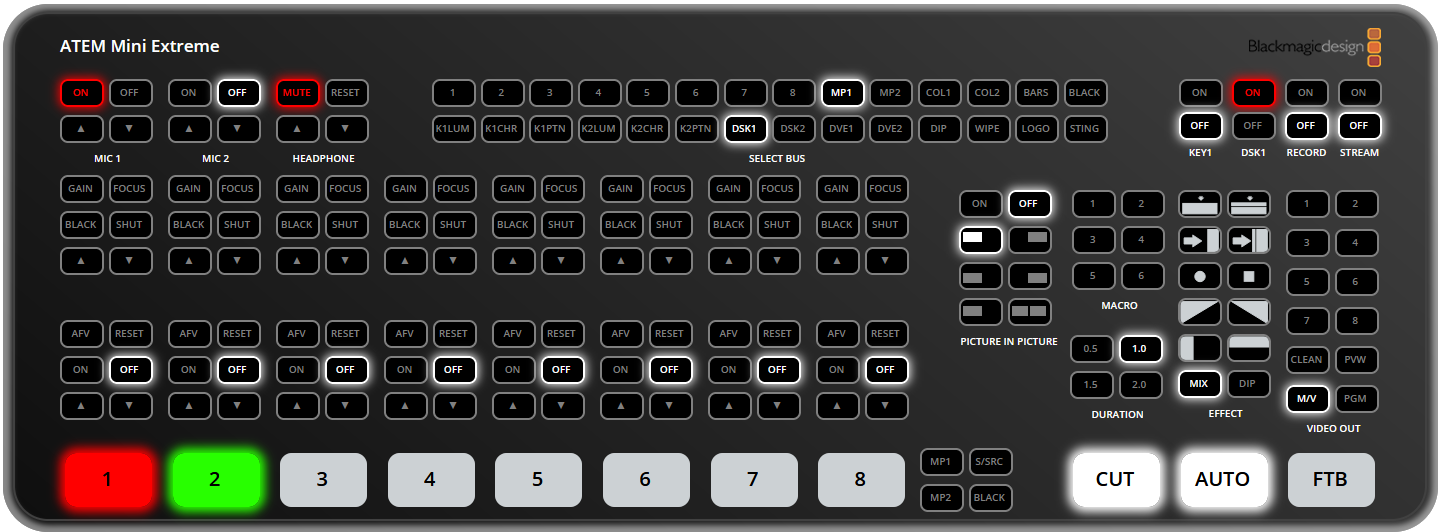 ATEM Mini Extreme
Blackmagicdesign
ON OFF ON OFF MUTE RESET 1 2 3 4 5 6 7 8 MP1 MP2 COL1 COL2 BARS BLACK ON ON ON ON
▲ ▼ ▲ ▼ ▲ ▼ K1LUM K1CHR K1PTN K2LUM K2CHR K2PTN DSK1 DSK2 DVE1 DVE2 DIP WIPE LOGO STING OFF OFF OFF OFF
MIC 1 MIC 2 HEADPHONE SELECT BUS KEY1 DSK1 RECORD STREAM
GAIN FOCUS GAIN FOCUS GAIN FOCUS GAIN FOCUS GAIN FOCUS GAIN FOCUS GAIN FOCUS GAIN FOCUS
BLACK SHUT BLACK SHUT BLACK SHUT BLACK SHUT BLACK SHUT BLACK SHUT BLACK SHUT BLACK SHUT
▲ ▼ ▲ ▼ ▲ ▼ ▲ ▼ ▲ ▼ ▲ ▼ ▲ ▼ ▲ ▼
AFV RESET AFV RESET AFV RESET AFV RESET AFV RESET AFV RESET AFV RESET AFV RESET
ON OFF ON OFF ON OFF ON OFF ON OFF ON OFF ON OFF ON OFF
▲ ▼ ▲ ▼ ▲ ▼ ▲ ▼ ▲ ▼ ▲ ▼ ▲ ▼ ▲ ▼
ON OFF
PICTURE IN PICTURE
1 2
3 4
5 6
MACRO
0.5 1.0
1.5 2.0
DURATION
MIX DIP
EFFECT
1 2
3 4
5 6
7 8
CLEAN PVW
M/V PGM
VIDEO OUT
1 2 3 4 5 6 7 8
MP1 S/SRC
MP2 BLACK
CUT AUTO FTB